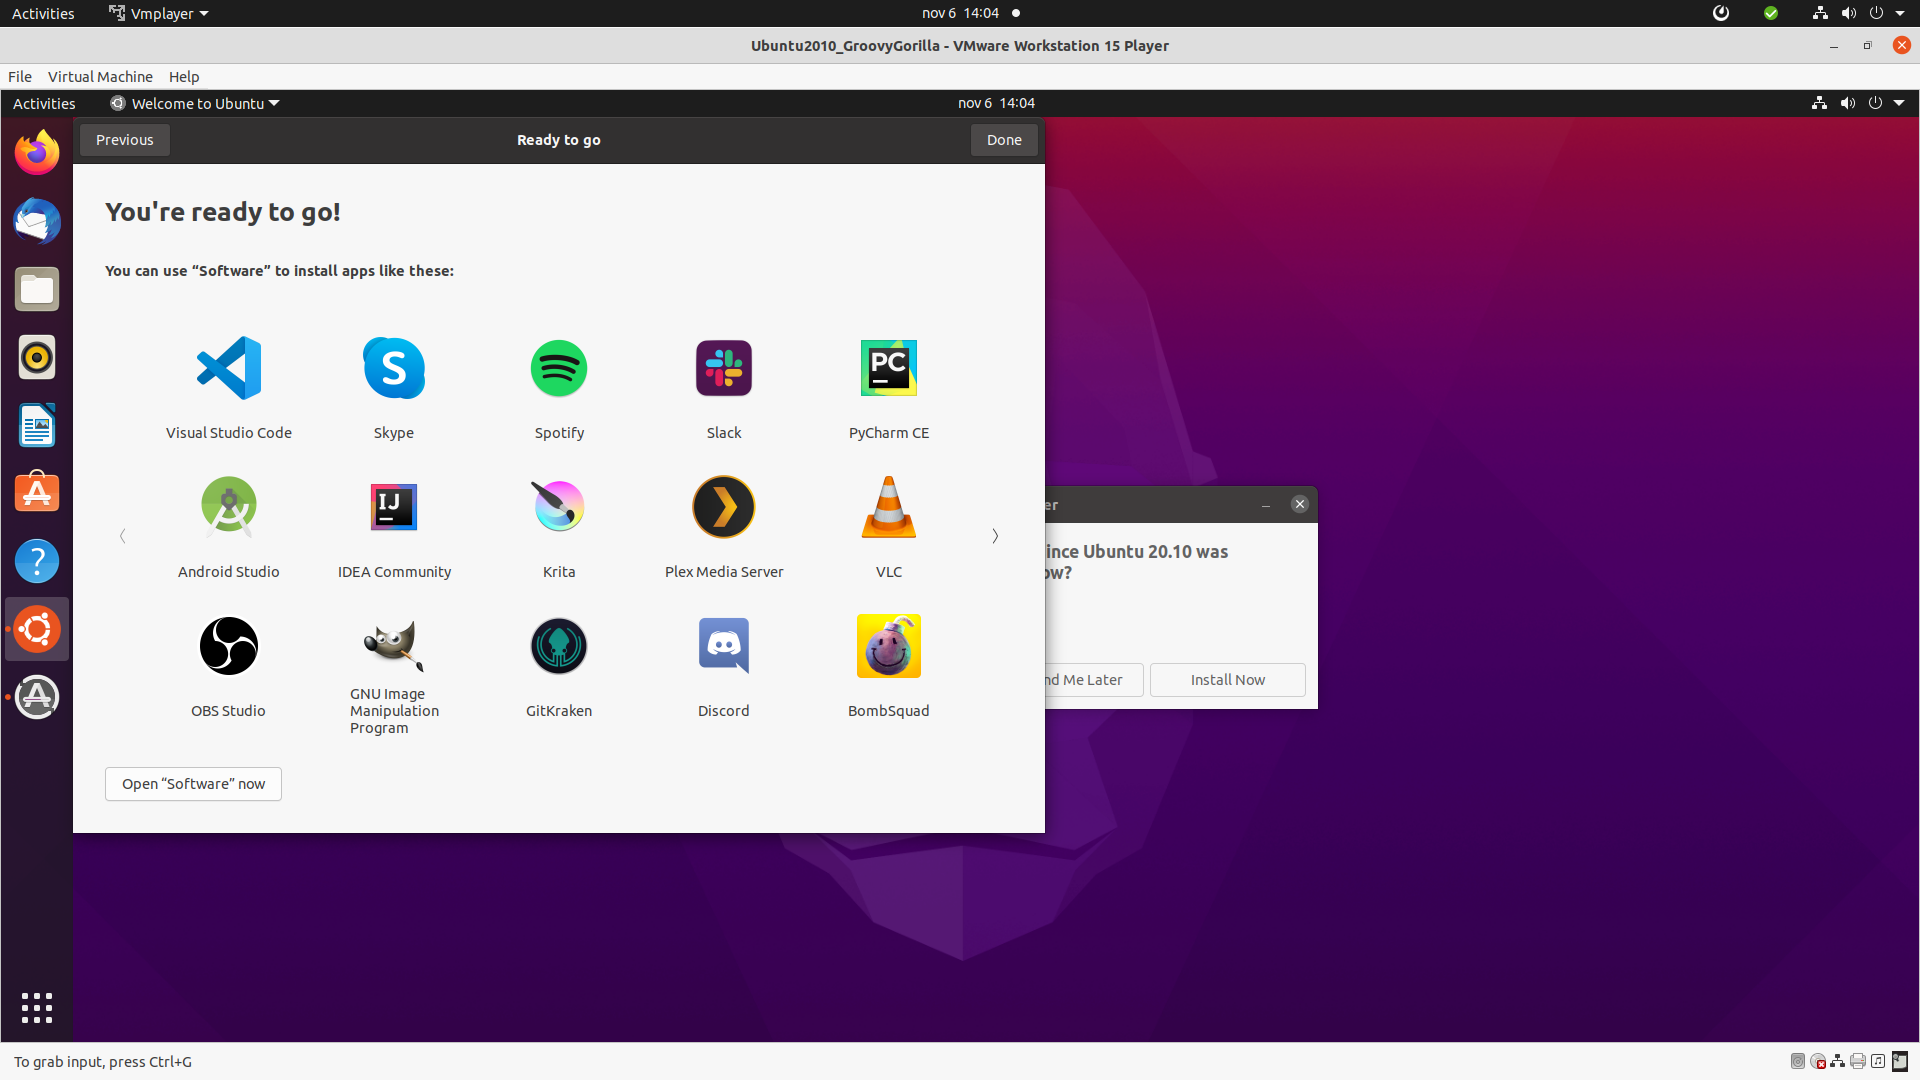 Activities Vmplayer nov 6 14:04
Ubuntu2010_GroovyGorilla - VMware Workstation 15 Player
File Virtual Machine Help
Activities Welcome to Ubuntu nov 6 14:04
Previous Ready to go Done
You're ready to go!
You can use “Software” to install apps like these:
S
PC
Visual Studio Code Skype Spotify Slack PyCharm CE
IJ
Android Studio IDEA Community Krita Plex Media Server VLC
OBS Studio
GNU Image
Manipulation
Program
GitKraken Discord BombSquad
Open “Software” now
er
ince Ubuntu 20.10 was
ow?
nd Me Later Install Now
To grab input, press Ctrl+G